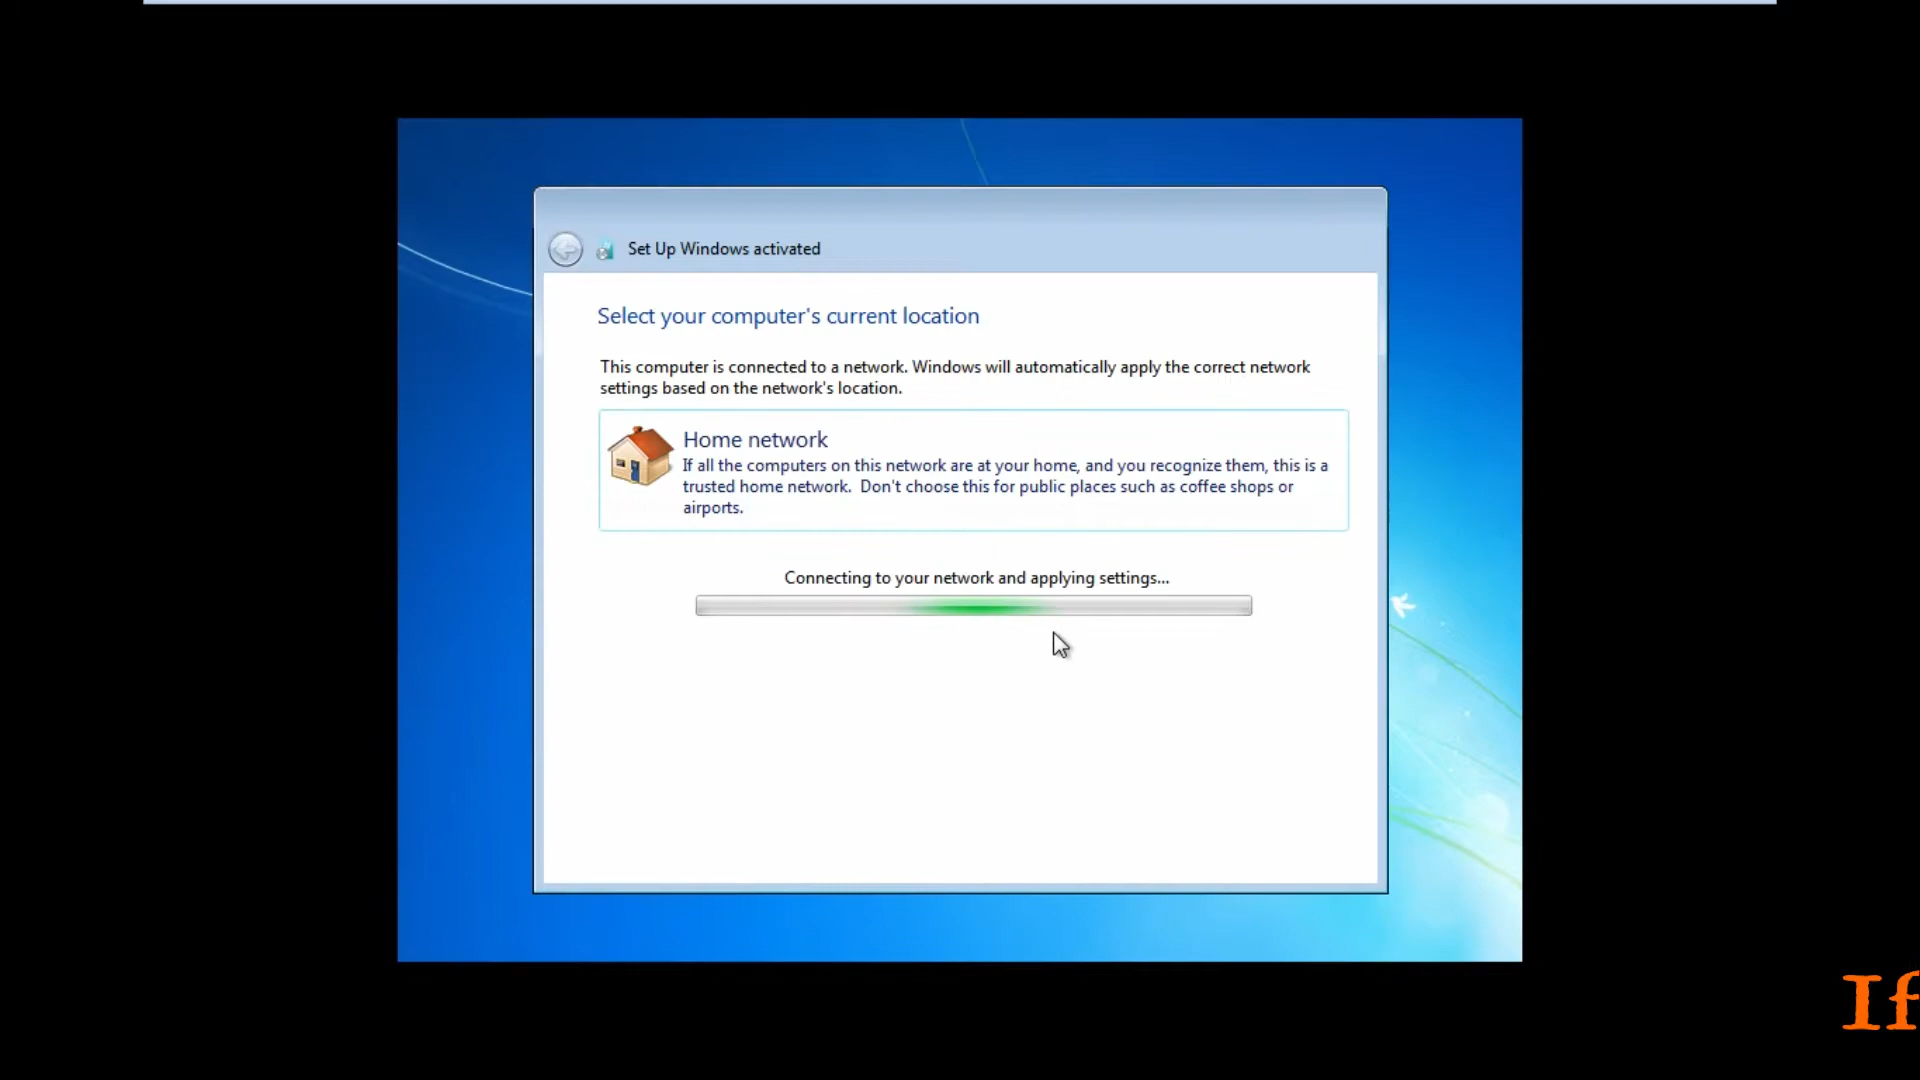 Set Up Windows activated
Select your computer's current location
This computer is connected to a network. Windows will automatically apply the correct network
settings based on the network's location.
Home network
If all the computers on this network are at your home, and you recognize them, this is a
trusted home network.  Don't choose this for public places such as coffee shops or
airports.
Connecting to your network and applying settings...
If